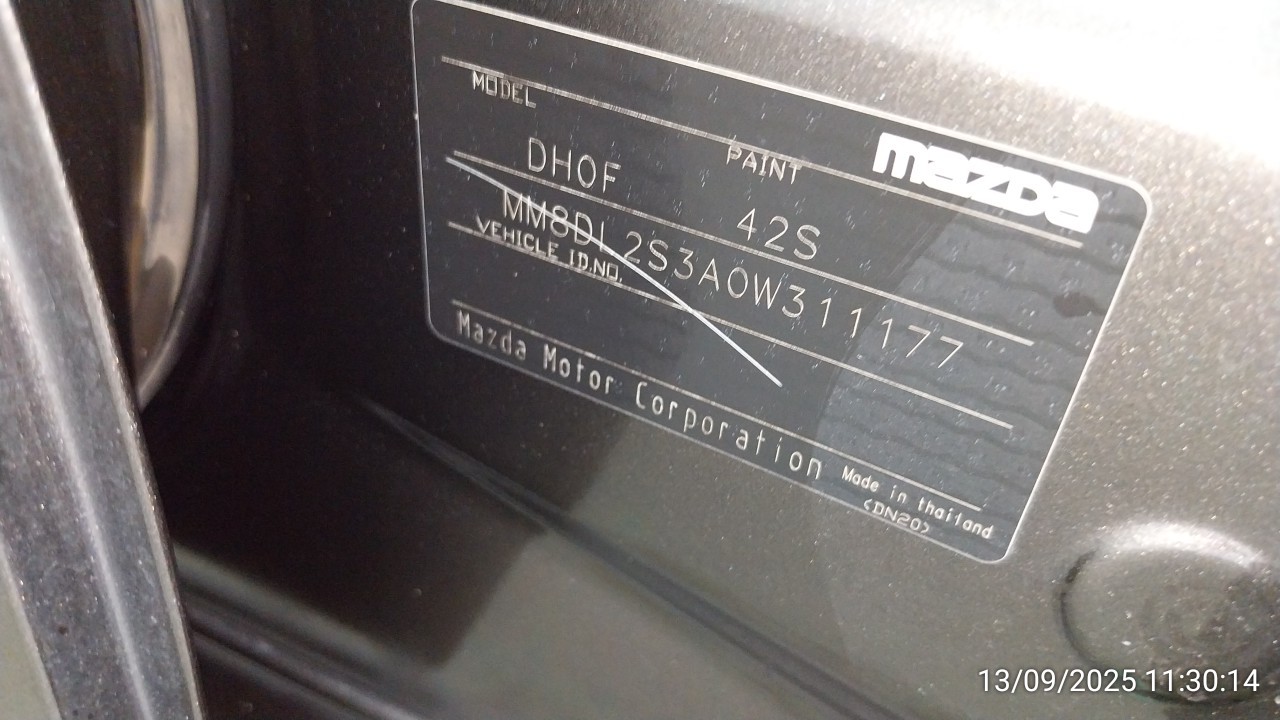 mazda
MODEL
PAINT
DH0F
42S
MM8DL2S3A0W311177
VEHICLE ID.NO.
Mazda Motor Corporation
Made in thailand
<DN20>
13/09/2025 11:30:14